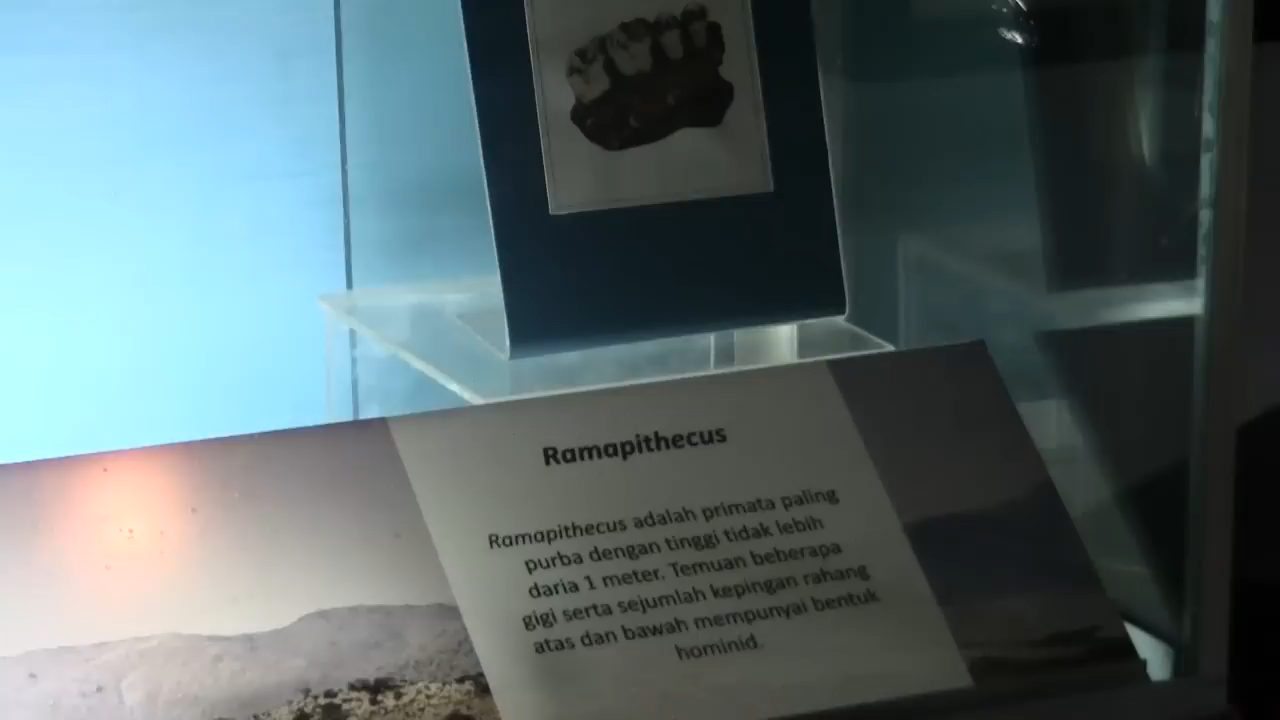 Ramapithecus
Ramapithecus adalah primata paling
purba dengan tinggi tidak lebih
daria 1 meter. Temuan beberapa
gigi serta sejumlah kepingan rahang
atas dan bawah mempunyai bentuk
hominid.